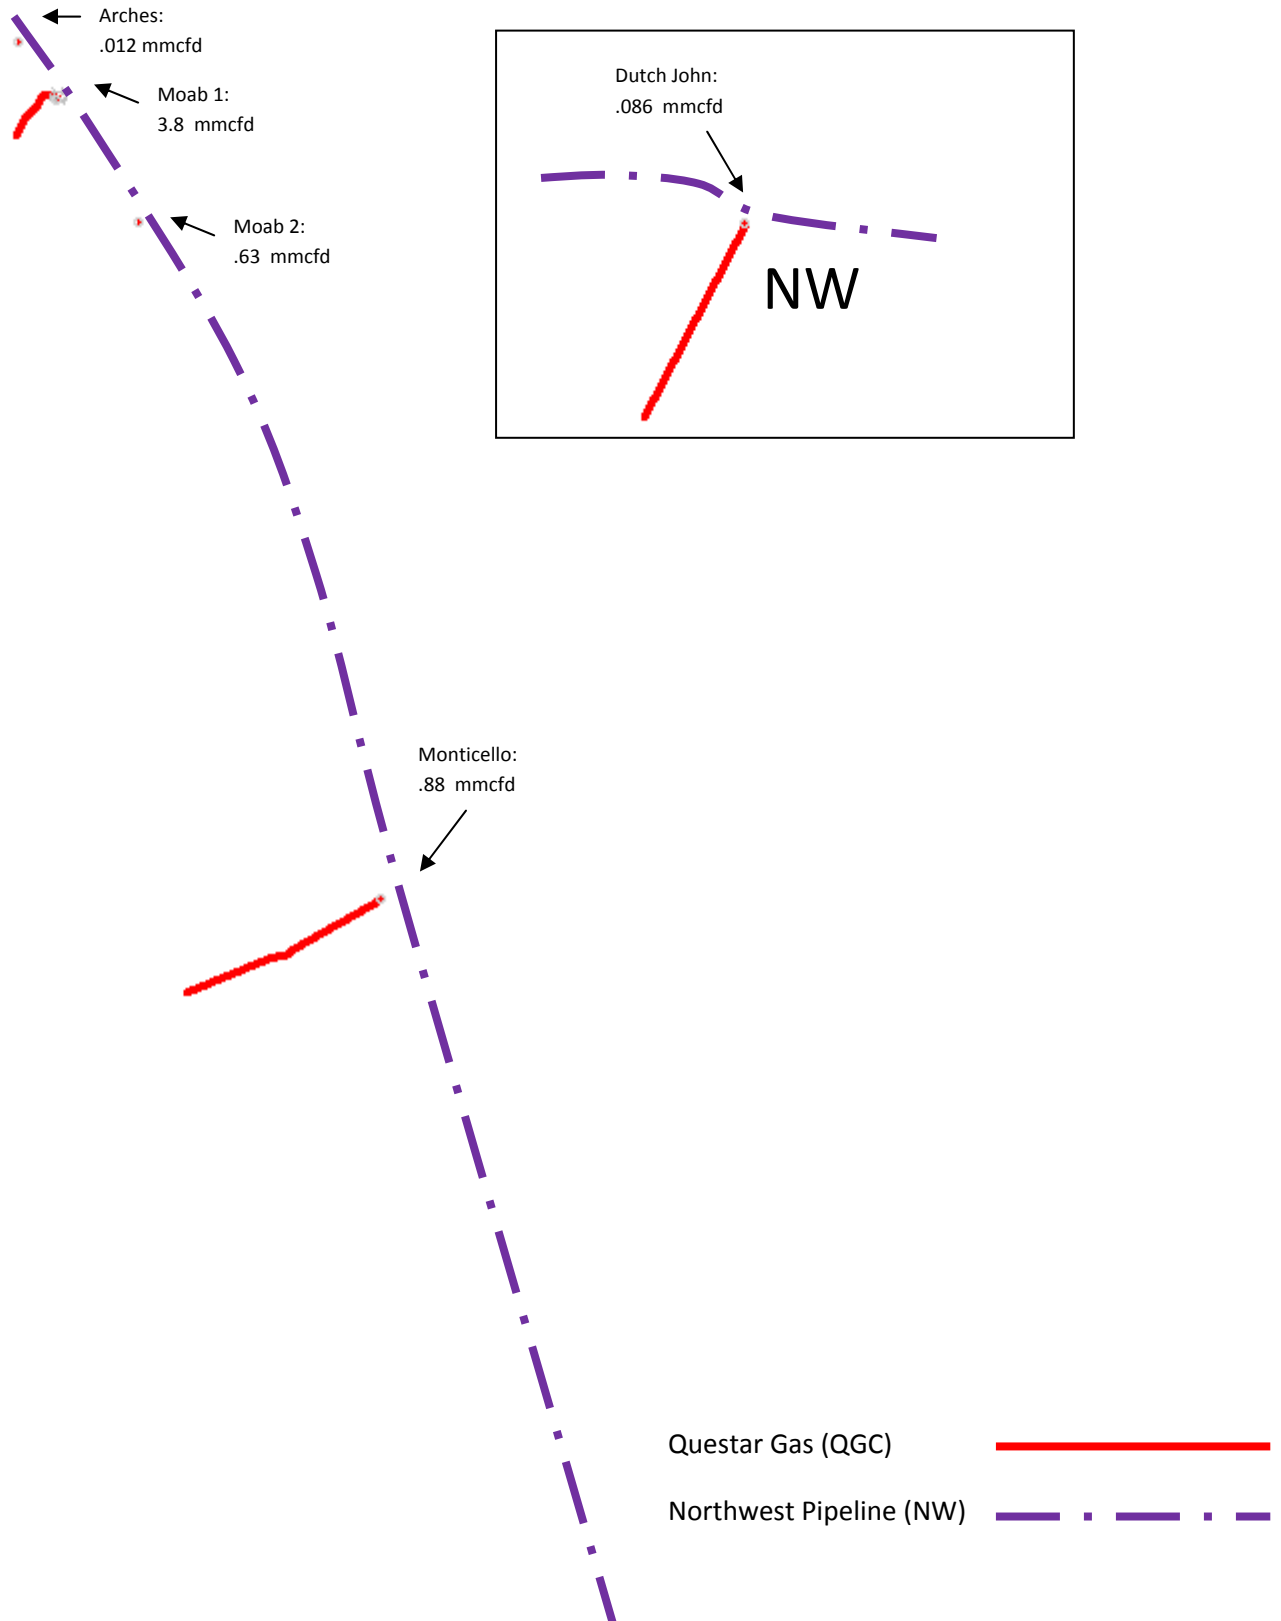 Arches:
.012 mmcfd
Moab 1:
3.8 mmcfd
Moab 2:
.63 mmcfd
Dutch John:
.086 mmcfd
NW
Monticello:
.88 mmcfd
Questar Gas (QGC)
Northwest Pipeline (NW)